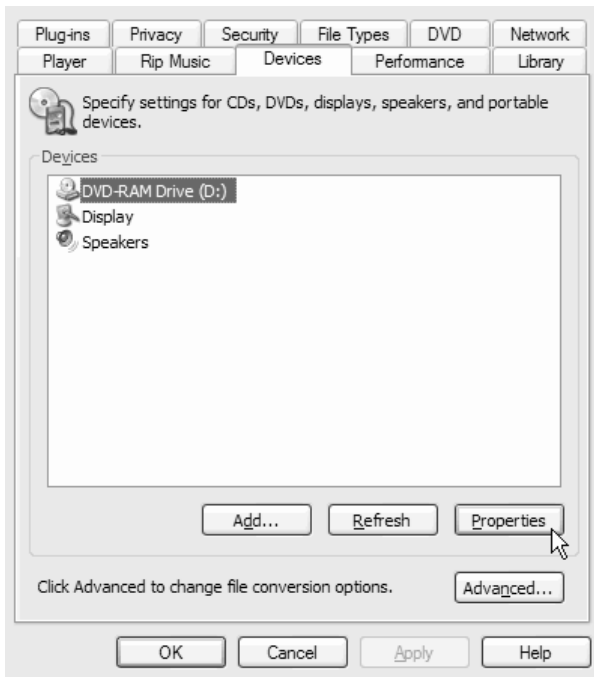 Plug-ins Privacy Security File Types DVD Network
Player Rip Music Devices Performance Library
Specify settings for CDs, DVDs, displays, speakers, and portable
devices.
Devices
DVD-RAM Drive (D:)
Display
Speakers
Add... Refresh Properties
Click Advanced to change file conversion options. Advanced...
OK Cancel Apply Help